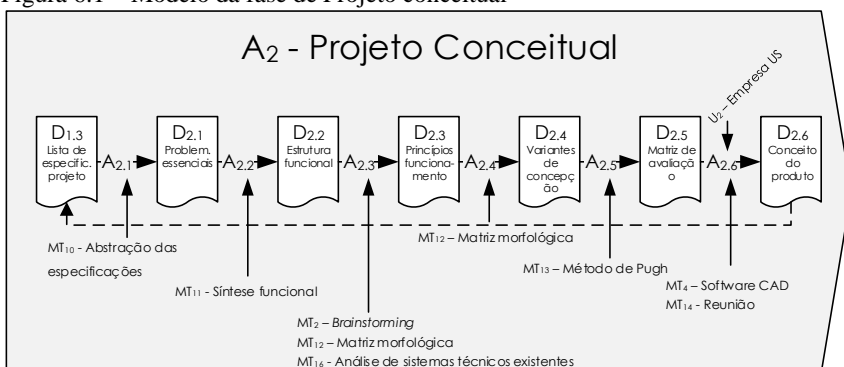 Figura 6.1 – Modelo da fase de Projeto conceitual
A2 - Projeto Conceitual
U2 – Empresa US
D1.3
Lista de
especific.
projeto
A2.1
D2.1
Problem.
essenciais
A2.2
D2.2
Estrutura
funcional
A2.3
D2.3
Princípios
funciona-
mento
A2.4
D2.4
Variantes
de
concepç
ão
A2.5
D2.5
Matriz de
avaliaçã
o
A2.6
D2.6
Conceito
do
produto
MT10 - Abstração das
especificações
MT11 - Síntese funcional
MT2 – Brainstorming
MT12 – Matriz morfológica
MT16 - Análise de sistemas técnicos existentes
MT12 – Matriz morfológica
MT13 – Método de Pugh
MT4 – Software CAD
MT14 - Reunião